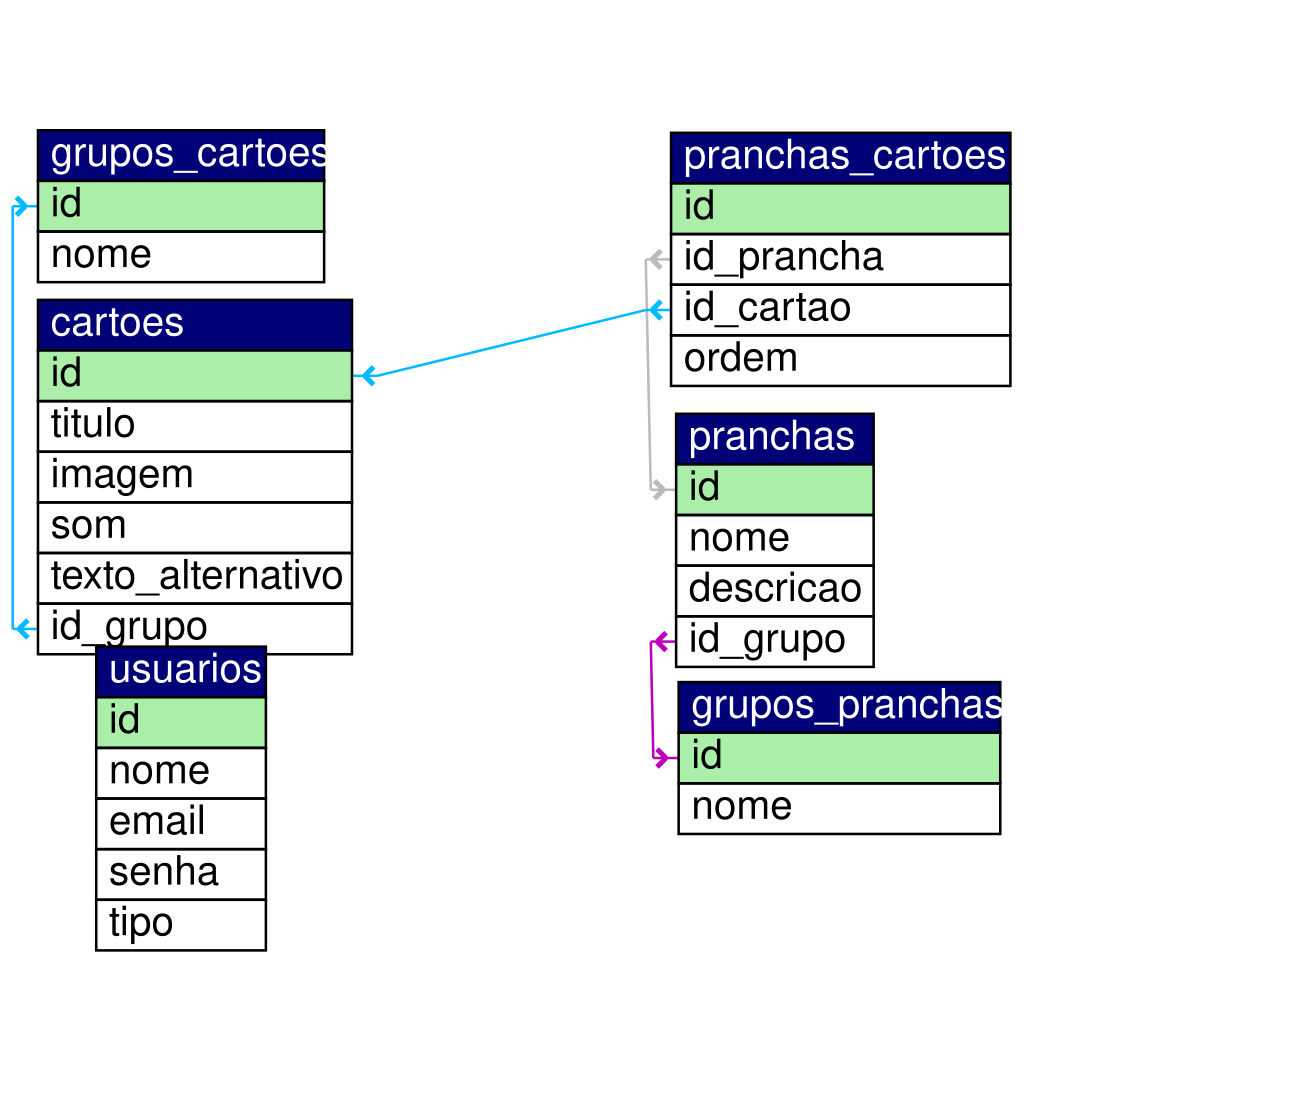 grupos_cartoes
id
nome
cartoes
id
titulo
imagem
som
texto_alternativo
id_grupo
usuarios
id
nome
email
senha
tipo
pranchas_cartoes
id
id_prancha
id_cartao
ordem
pranchas
id
nome
descricao
id_grupo
grupos_pranchas
id
nome